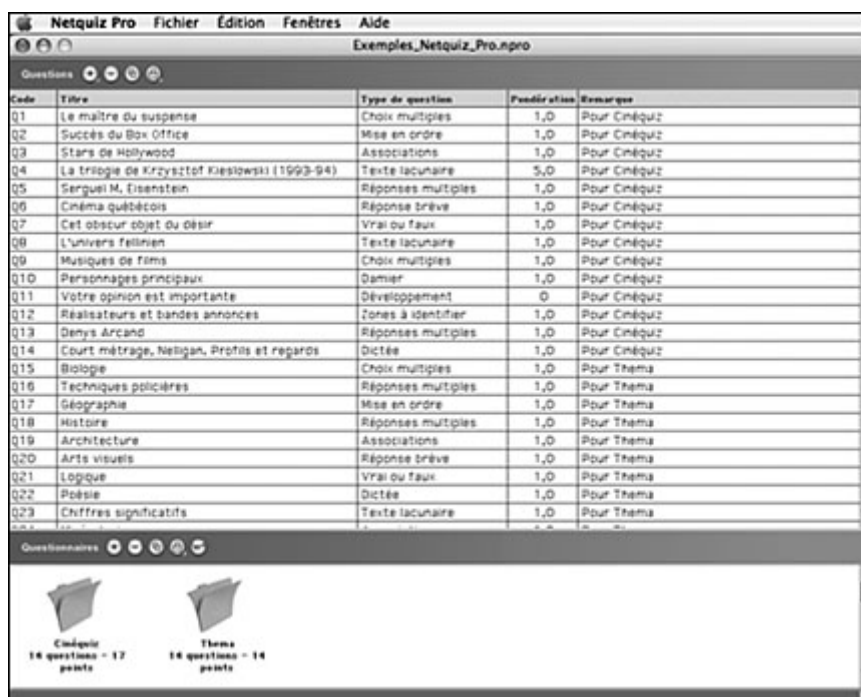 Netquiz Pro Fichier Édition Fenêtres Aide
Exemples_Netquiz_Pro.npro
Questions
Code Titre Type de question Pondération Remarque
Q1 Le maître du suspense Choix multiples 1,0 Pour Cinéquiz
Q2 Succès du Box Office Mise en ordre 1,0 Pour Cinéquiz
Q3 Stars de Hollywood Associations 1,0 Pour Cinéquiz
Q4 La trilogie de Krzysztof Kieslowski (1993-94) Texte lacunaire 5,0 Pour Cinéquiz
Q5 Serguei M. Eisenstein Réponses multiples 1,0 Pour Cinéquiz
Q6 Cinéma québécois Réponse brève 1,0 Pour Cinéquiz
Q7 Cet obscur objet du désir Vrai ou faux 1,0 Pour Cinéquiz
Q8 L'univers fellinien Texte lacunaire 1,0 Pour Cinéquiz
Q9 Musiques de films Choix multiples 1,0 Pour Cinéquiz
Q10 Personnages principaux Damier 1,0 Pour Cinéquiz
Q11 Votre opinion est importante Développement 0 Pour Cinéquiz
Q12 Réalisateurs et bandes annonces Zones à identifier 1,0 Pour Cinéquiz
Q13 Denys Arcand Réponses multiples 1,0 Pour Cinéquiz
Q14 Court métrage, Nelligan, Profils et regards Dictée 1,0 Pour Cinéquiz
Q15 Biologie Choix multiples 1,0 Pour Thema
Q16 Techniques policières Réponses multiples 1,0 Pour Thema
Q17 Géographie Mise en ordre 1,0 Pour Thema
Q18 Histoire Réponses multiples 1,0 Pour Thema
Q19 Architecture Associations 1,0 Pour Thema
Q20 Arts visuels Réponse brève 1,0 Pour Thema
Q21 Logique Vrai ou faux 1,0 Pour Thema
Q22 Poésie Dictée 1,0 Pour Thema
Q23 Chiffres significatifs Texte lacunaire 1,0 Pour Thema
Questionnaires
Cinéquiz
14 questions - 17
points
Thema
14 questions - 14
points